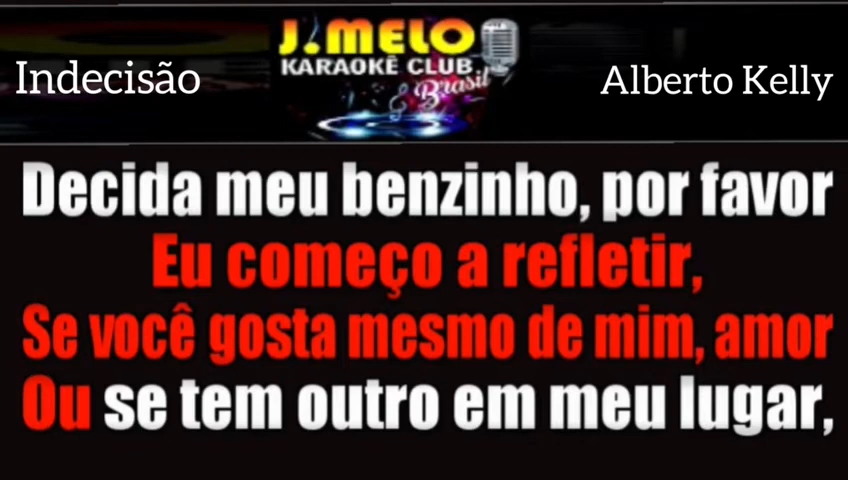 J. MELO
KARAOKÊ CLUB
Brasil
Indecisão
Alberto Kelly
Decida meu benzinho, por favor
Eu começo a refletir,
Se você gosta mesmo de mim, amor
Ou se tem outro em meu lugar,